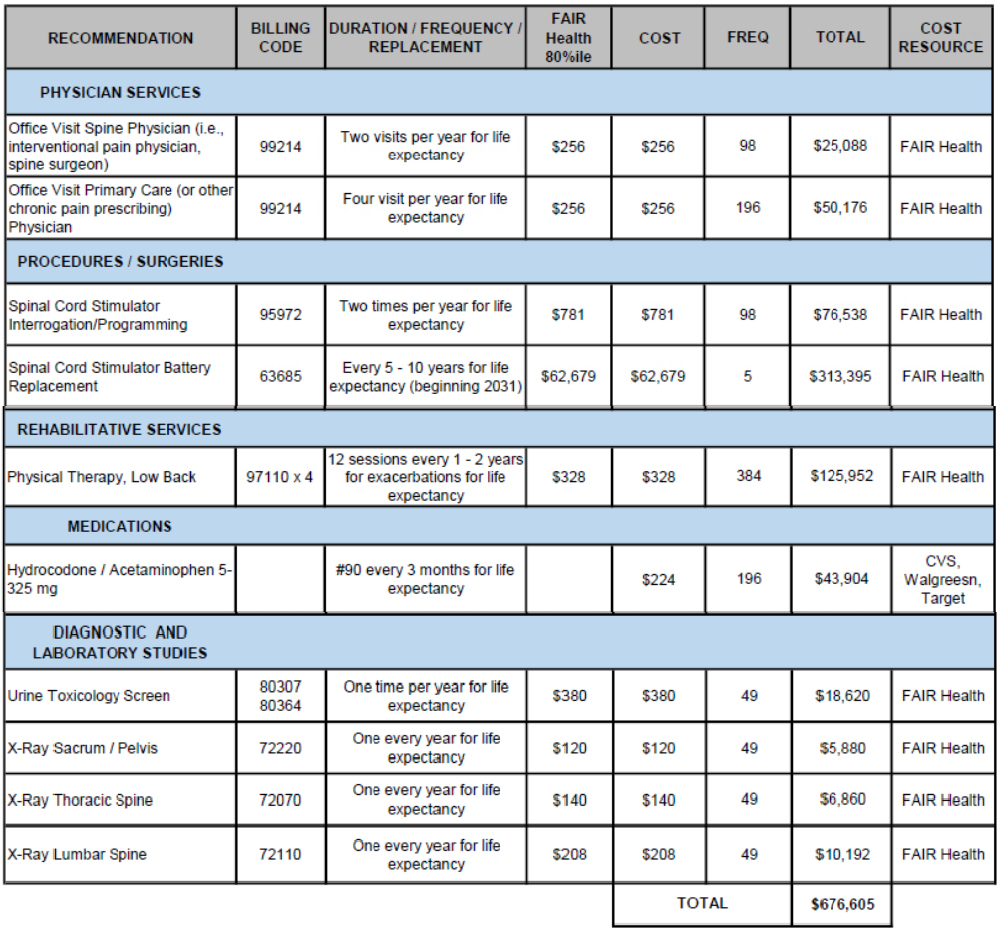 RECOMMENDATION
BILLING
CODE
DURATION / FREQUENCY /
REPLACEMENT
FAIR
Health
80%ile
COST
FREQ
TOTAL
COST
RESOURCE
PHYSICIAN SERVICES
Office Visit Spine Physician (i.e.,
interventional pain physician,
spine surgeon)
99214
Two visits per year for life
expectancy
$256
$256
98
$25,088
FAIR Health
Office Visit Primary Care (or other
chronic pain prescribing)
Physician
99214
Four visit per year for life
expectancy
$256
$256
196
$50,176
FAIR Health
PROCEDURES / SURGERIES
Spinal Cord Stimulator
Interrogation/Programming
95972
Two times per year for life
expectancy
$781
$781
98
$76,538
FAIR Health
Spinal Cord Stimulator Battery
Replacement
63685
Every 5 - 10 years for life
expectancy (beginning 2031)
$62,679
$62,679
5
$313,395
FAIR Health
REHABILITATIVE SERVICES
Physical Therapy, Low Back
97110 x 4
12 sessions every 1 - 2 years
for exacerbations for life
expectancy
$328
$328
384
$125,952
FAIR Health
MEDICATIONS
Hydrocodone / Acetaminophen 5-
325 mg
#90 every 3 months for life
expectancy
$224
196
$43,904
CVS,
Walgreesn,
Target
DIAGNOSTIC AND
LABORATORY STUDIES
Urine Toxicology Screen
80307
80364
One time per year for life
expectancy
$380
$380
49
$18,620
FAIR Health
X-Ray Sacrum / Pelvis
72220
One every year for life
expectancy
$120
$120
49
$5,880
FAIR Health
X-Ray Thoracic Spine
72070
One every year for life
expectancy
$140
$140
49
$6,860
FAIR Health
X-Ray Lumbar Spine
72110
One every year for life
expectancy
$208
$208
49
$10,192
FAIR Health
TOTAL
$676,605